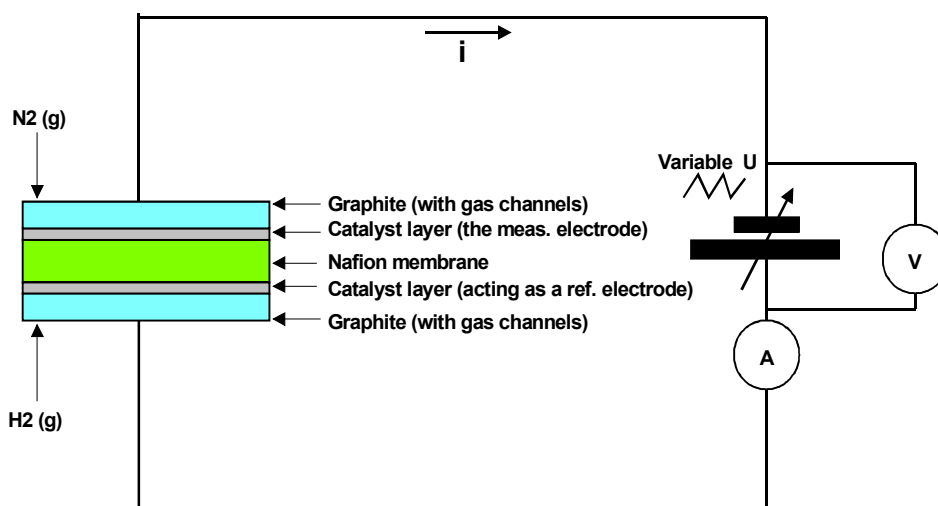 i
N2 (g)
Variable U
Graphite (with gas channels)
Catalyst layer (the meas. electrode)
Nafion membrane
Catalyst layer (acting as a ref. electrode)
Graphite (with gas channels)
V
A
H2 (g)